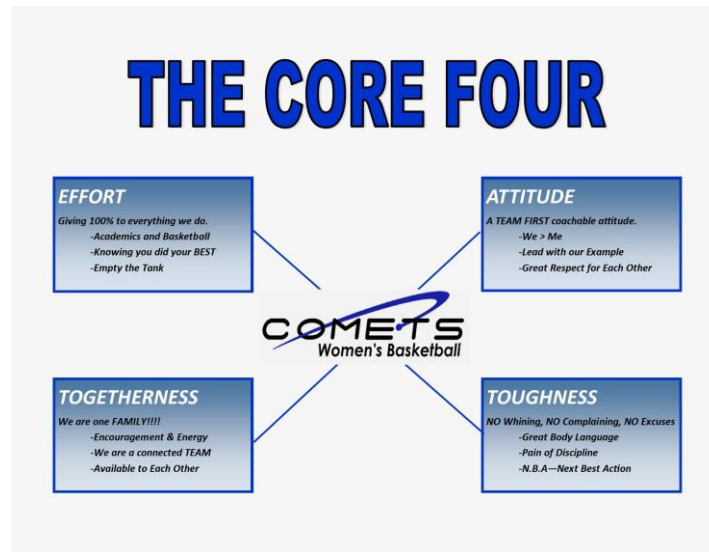 THE CORE FOUR
EFFORT
Giving 100% to everything we do.
-Academics and Basketball
-Knowing you did your BEST
-Empty the Tank
ATTITUDE
A TEAM FIRST coachable attitude.
-We > Me
-Lead with our Example
-Great Respect for Each Other
COMETS
Women's Basketball
TOGETHERNESS
We are one FAMILY!!!!
-Encouragement & Energy
-We are a connected TEAM
-Available to Each Other
TOUGHNESS
NO Whining, NO Complaining, NO Excuses
-Great Body Language
-Pain of Discipline
-N.B.A—Next Best Action